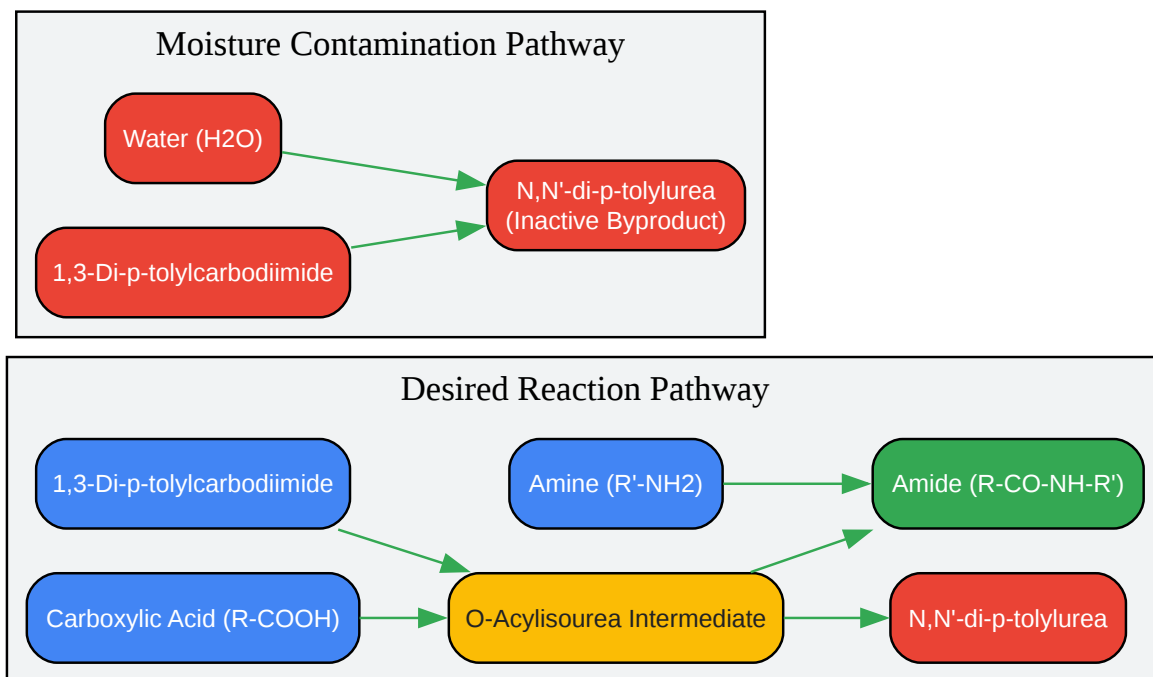 Moisture Contamination Pathway
Water (H2O)
N,N'-di-p-tolylurea
(Inactive Byproduct)
1,3-Di-p-tolylcarbodiimide
Desired Reaction Pathway
1,3-Di-p-tolylcarbodiimide
Amine (R'-NH2)
Amide (R-CO-NH-R')
Carboxylic Acid (R-COOH)
O-Acylisourea Intermediate
N,N'-di-p-tolylurea